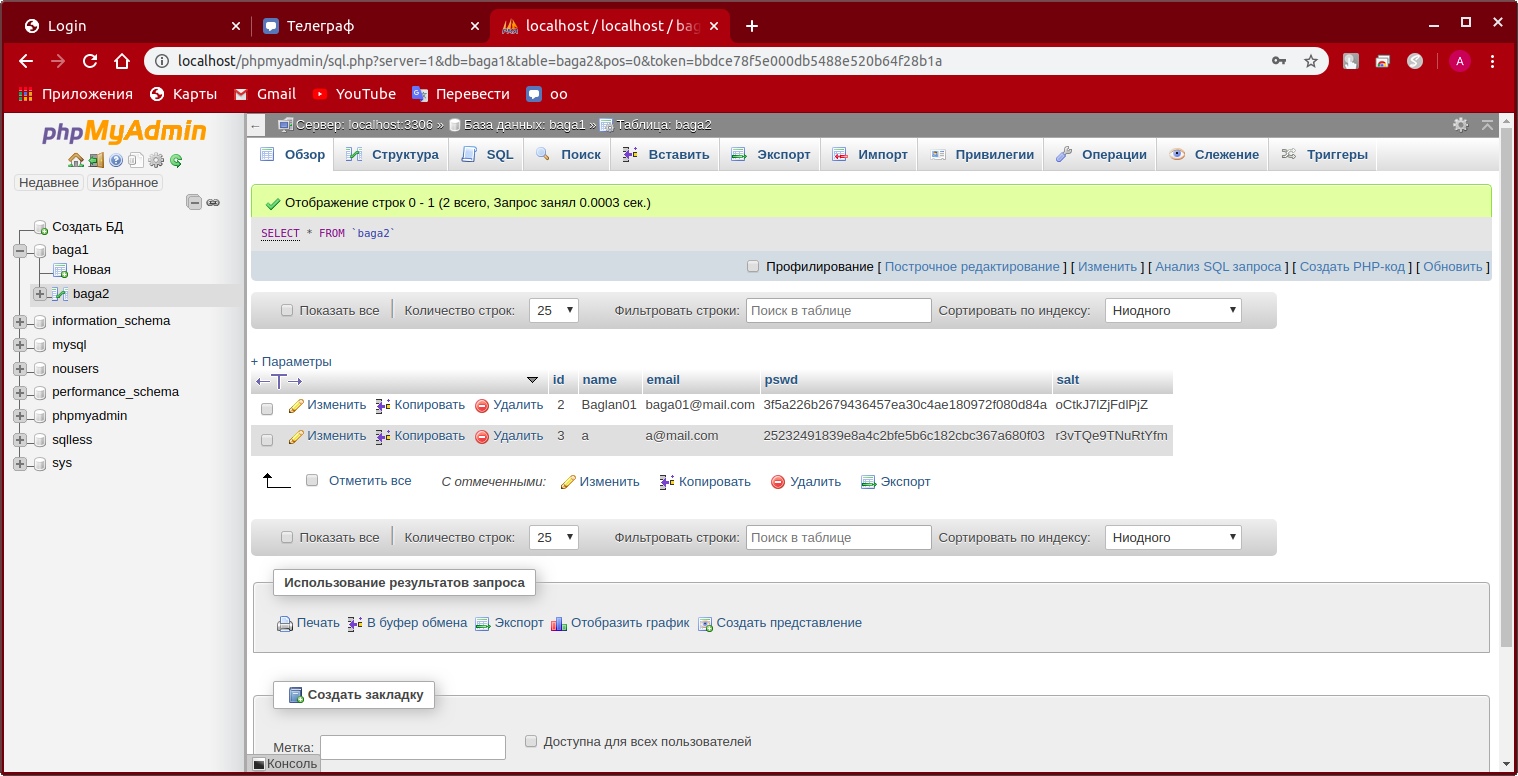 Login
Телеграф
localhost / localhost / bag
localhost/phpmyadmin/sql.php?server=1&db=baga1&table=baga2&pos=0&token=bbdce78f5e000db5488e520b64f28b1a
A
Приложения Карты Gmail YouTube Перевести oo
phpMyAdmin
Недавнее Избранное
Создать БД
baga1
Новая
baga2
information_schema
mysql
nousers
performance_schema
phpmyadmin
sqlless
sys
Сервер: localhost:3306 » База данных: baga1 » Таблица: baga2
Обзор Структура SQL Поиск Вставить Экспорт Импорт Привилегии Операции Слежение Триггеры
Отображение строк 0 - 1 (2 всего, Запрос занял 0.0003 сек.)
SELECT * FROM `baga2`
Профилирование [ Построчное редактирование ] [ Изменить ] [ Анализ SQL запроса ] [ Создать PHP-код ] [ Обновить ]
Показать все Количество строк: 25 Фильтровать строки: Поиск в таблице Сортировать по индексу: Ниодного
+ Параметры
←T→ id name email pswd salt
Изменить Копировать Удалить 2 Baglan01 baga01@mail.com 3f5a226b2679436457ea30c4ae180972f080d84a oCtkJ7lZjFdlPjZ
Изменить Копировать Удалить 3 a a@mail.com 25232491839e8a4c2bfe5b6c182cbc367a680f03 r3vTQe9TNuRtYfm
Отметить все С отмеченными: Изменить Копировать Удалить Экспорт
Показать все Количество строк: 25 Фильтровать строки: Поиск в таблице Сортировать по индексу: Ниодного
Использование результатов запроса
Печать В буфер обмена Экспорт Отобразить график Создать представление
Создать закладку
Метка: Доступна для всех пользователей
Консоль